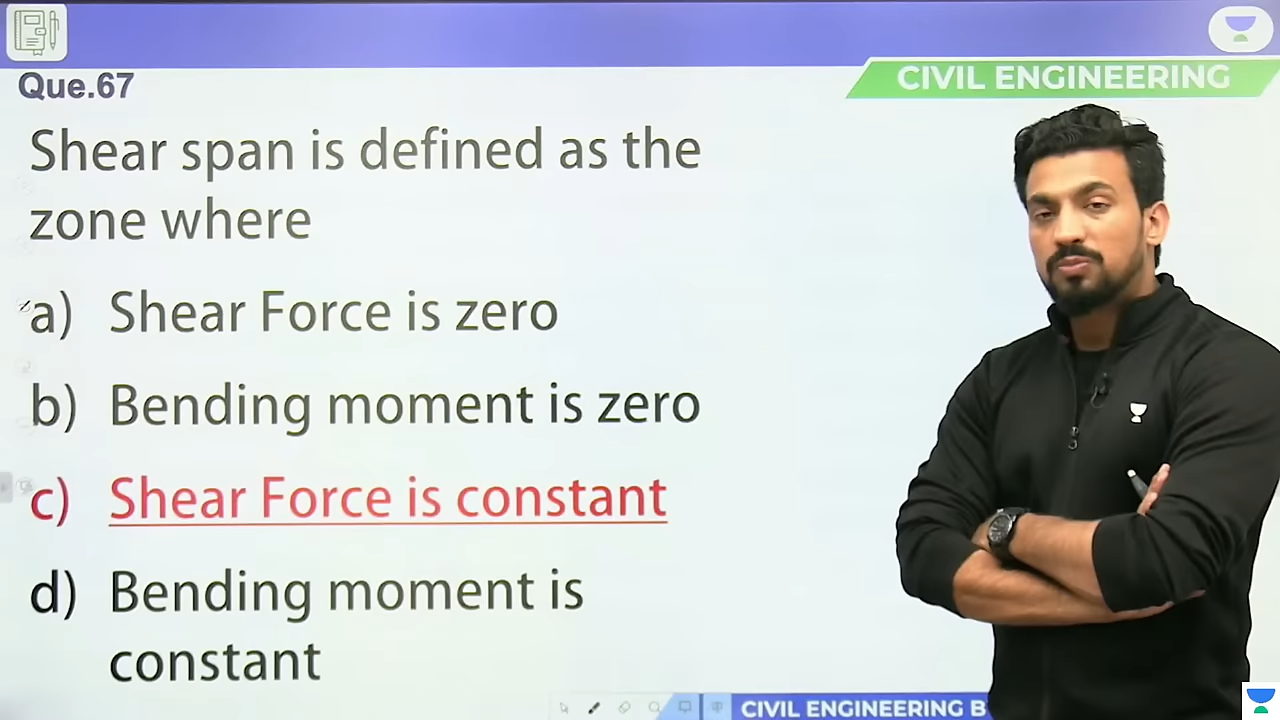 Que.67
CIVIL ENGINEERING
Shear span is defined as the
zone where
a) Shear Force is zero
b) Bending moment is zero
c) Shear Force is constant
d) Bending moment is
constant
CIVIL ENGINEERING B